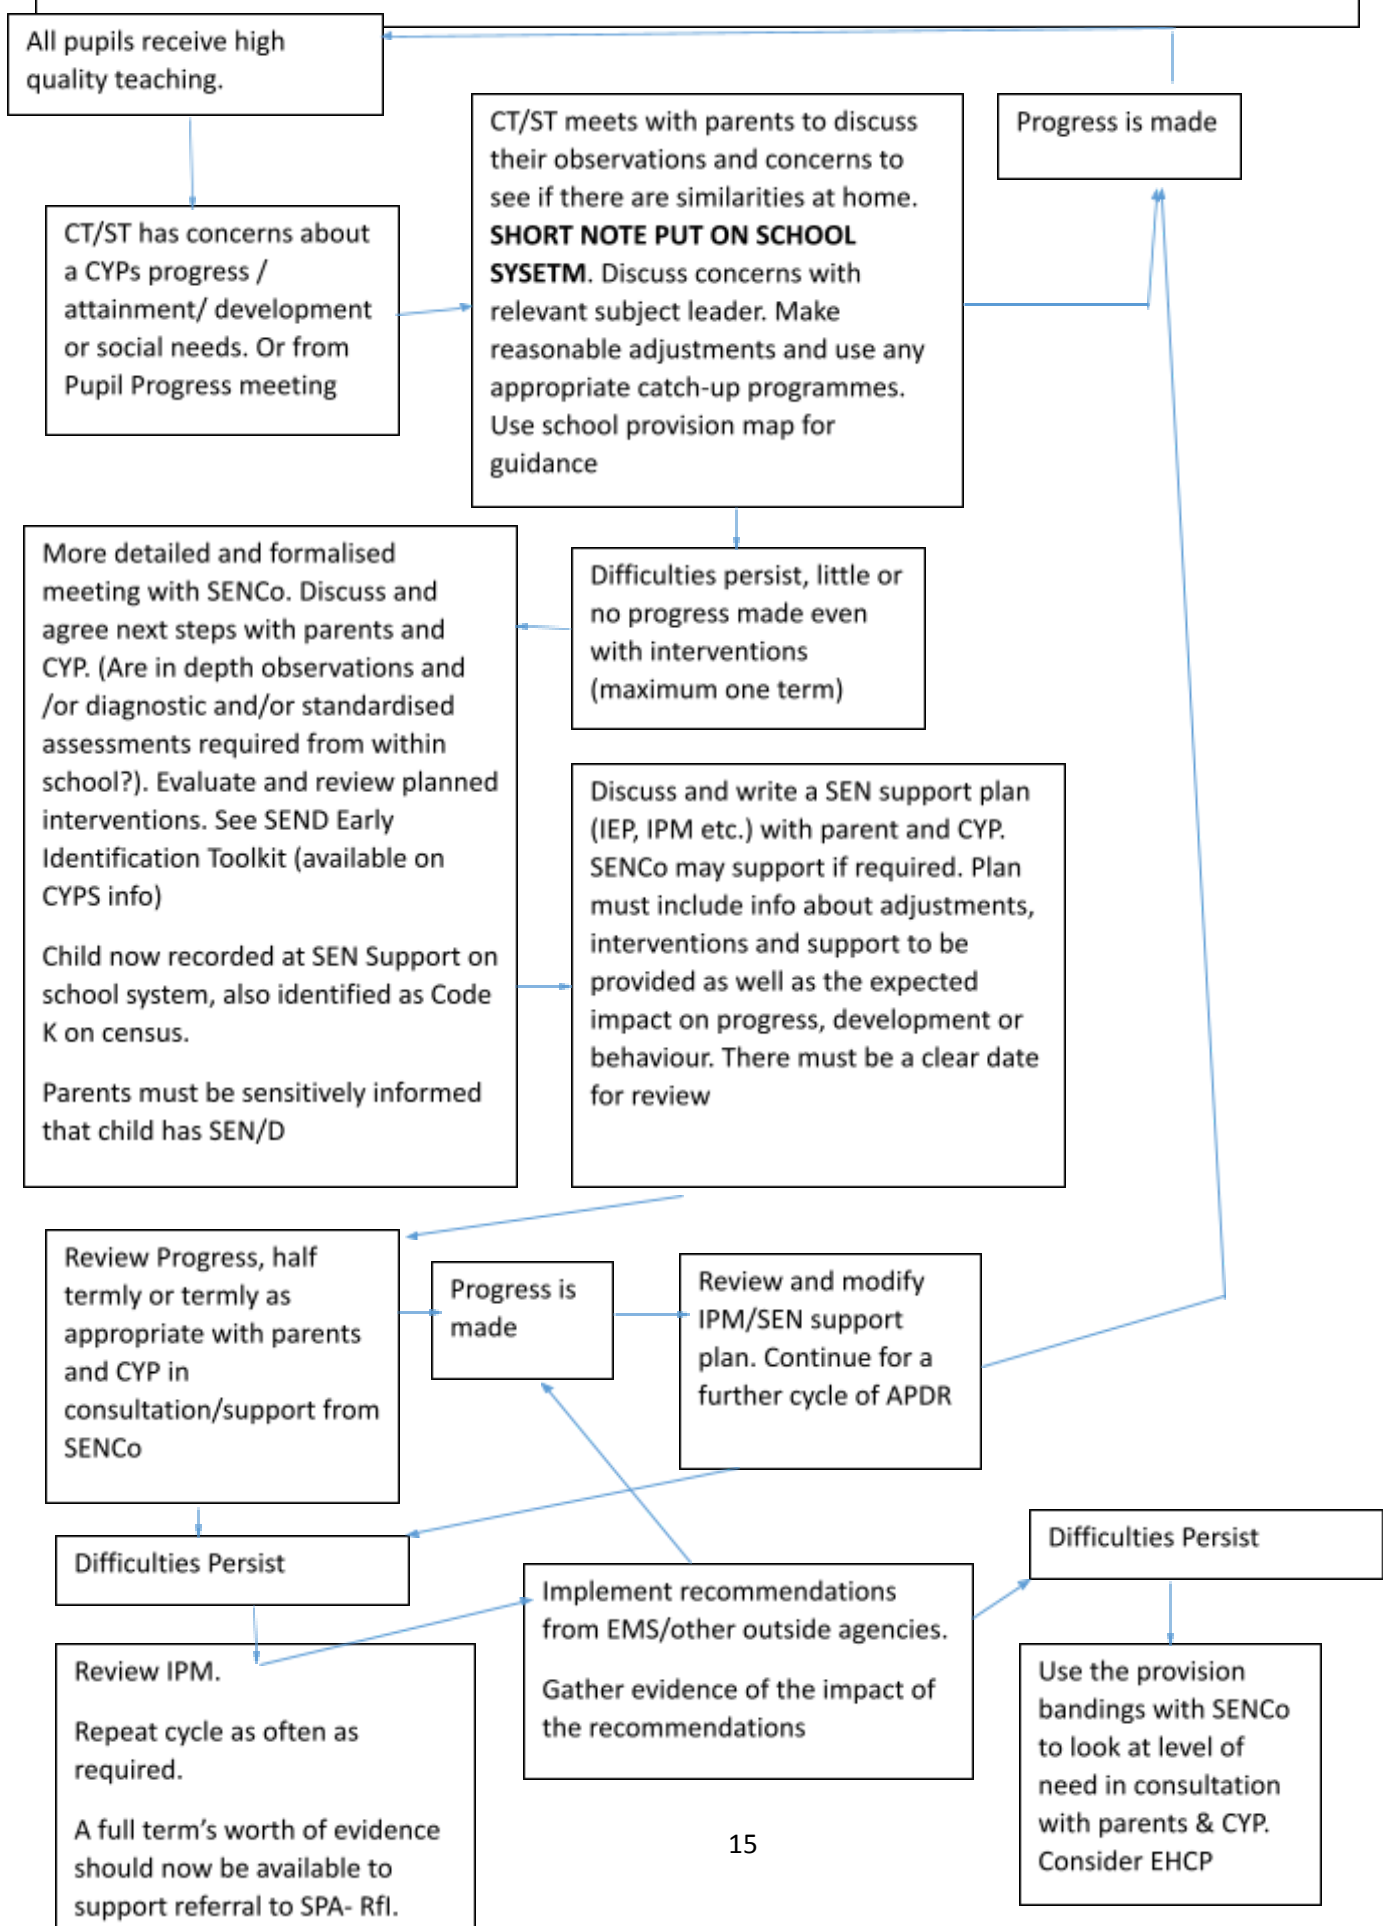 All pupils receive high
quality teaching.
CT/ST has concerns about
a CYPs progress /
attainment/ development
or social needs. Or from
Pupil Progress meeting
CT/ST meets with parents to discuss
their observations and concerns to
see if there are similarities at home.
SHORT NOTE PUT ON SCHOOL
SYSETM. Discuss concerns with
relevant subject leader. Make
reasonable adjustments and use any
appropriate catch-up programmes.
Use school provision map for
guidance
Progress is made
Difficulties persist, little or
no progress made even
with interventions
(maximum one term)
More detailed and formalised
meeting with SENCo. Discuss and
agree next steps with parents and
CYP. (Are in depth observations and
/or diagnostic and/or standardised
assessments required from within
school?). Evaluate and review planned
interventions. See SEND Early
Identification Toolkit (available on
CYPS info)
Child now recorded at SEN Support on
school system, also identified as Code
K on census.
Parents must be sensitively informed
that child has SEN/D
Discuss and write a SEN support plan
(IEP, IPM etc.) with parent and CYP.
SENCo may support if required. Plan
must include info about adjustments,
interventions and support to be
provided as well as the expected
impact on progress, development or
behaviour. There must be a clear date
for review
Review Progress, half
termly or termly as
appropriate with parents
and CYP in
consultation/support from
SENCo
Progress is
made
Review and modify
IPM/SEN support
plan. Continue for a
further cycle of APDR
Difficulties Persist
Review IPM.
Repeat cycle as often as
required.
A full term’s worth of evidence
should now be available to
support referral to SPA- RfI.
Implement recommendations
from EMS/other outside agencies.
Gather evidence of the impact of
the recommendations
Difficulties Persist
Use the provision
bandings with SENCo
to look at level of
need in consultation
with parents & CYP.
Consider EHCP
15